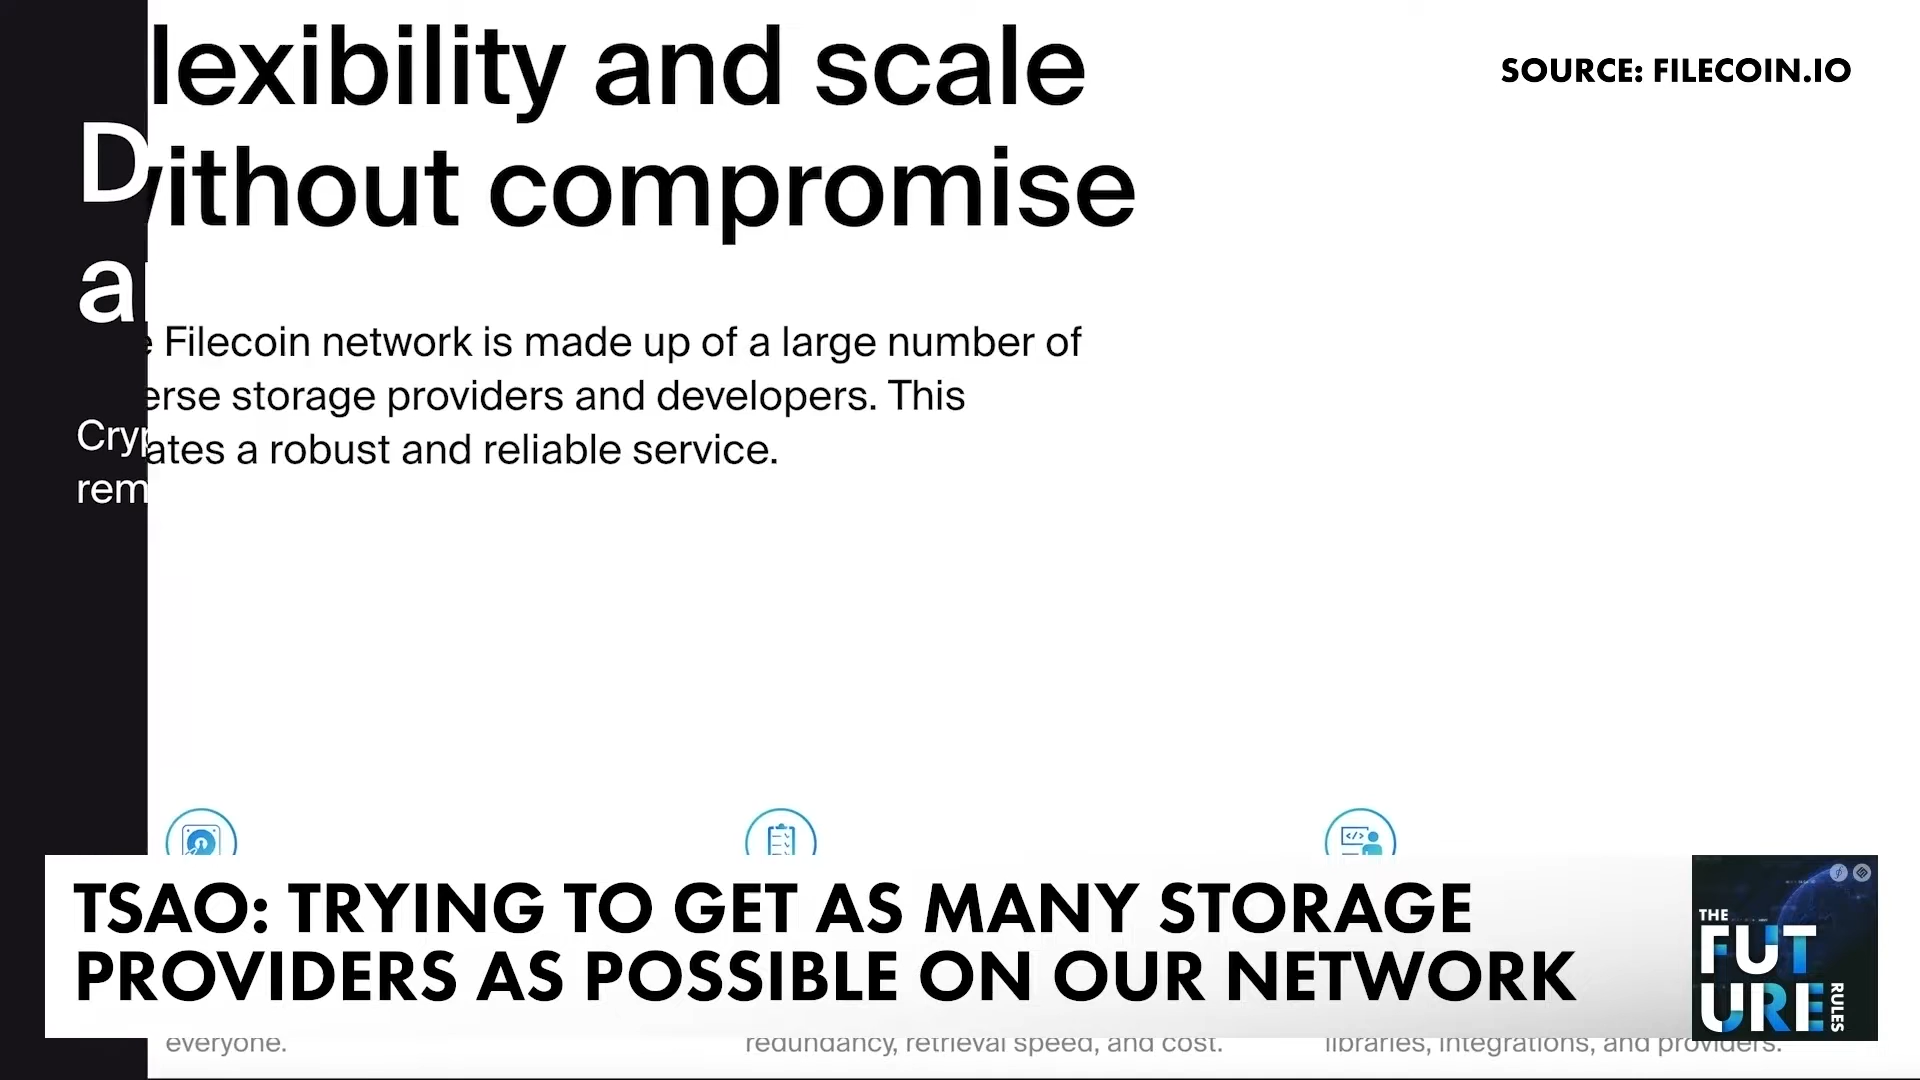 lexibility and scale
ithout compromise
SOURCE: FILECOIN.IO
D
a
Filecoin network is made up of a large number of
erse storage providers and developers. This
ates a robust and reliable service.
Cryp
rem
TSAO: TRYING TO GET AS MANY STORAGE
PROVIDERS AS POSSIBLE ON OUR NETWORK
THE
FUT
URE
RULES
everyone.
redundancy, retrieval speed, and cost.
libraries, integrations, and providers.